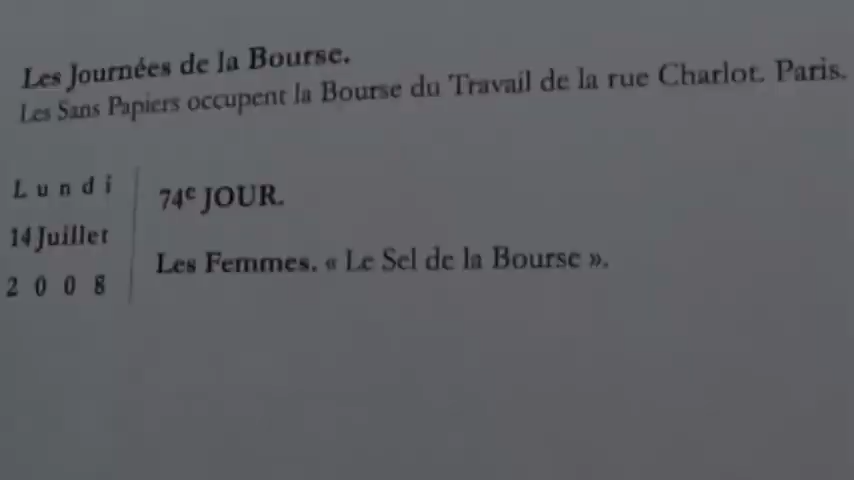 Les Journées de la Bourse.
Les Sans Papiers occupent la Bourse du Travail de la rue Charlot. Paris.
Lundi
14 Juillet
2008
74e JOUR.
Les Femmes. « Le Sel de la Bourse ».